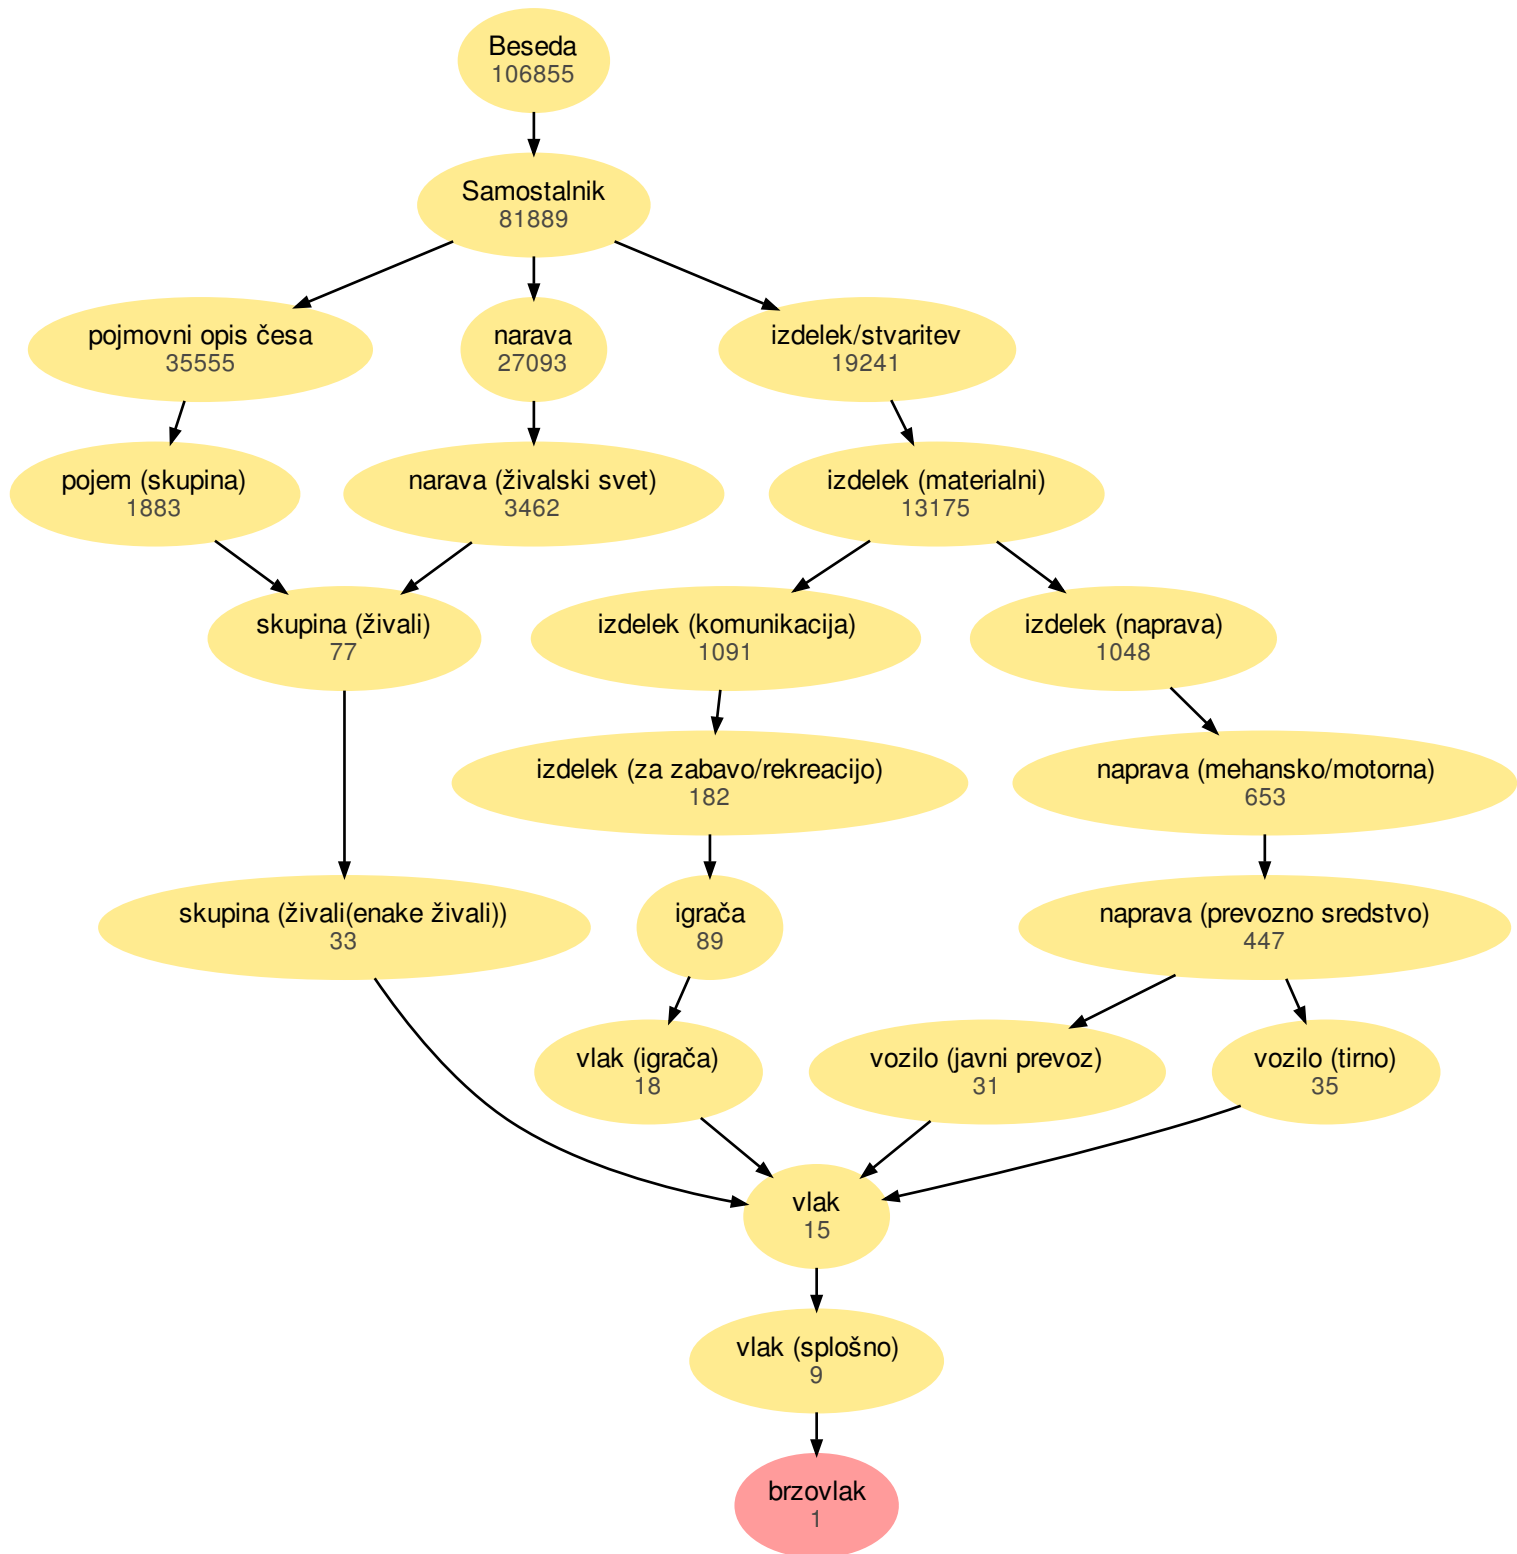 Beseda
106855
Samostalnik
81889
pojmovni opis česa
35555
narava
27093
izdelek/stvaritev
19241
pojem (skupina)
1883
narava (živalski svet)
3462
izdelek (materialni)
13175
skupina (živali)
77
izdelek (komunikacija)
1091
izdelek (naprava)
1048
izdelek (za zabavo/rekreacijo)
182
naprava (mehansko/motorna)
653
skupina (živali(enake živali))
33
igrača
89
naprava (prevozno sredstvo)
447
vlak (igrača)
18
vozilo (javni prevoz)
31
vozilo (tirno)
35
vlak
15
vlak (splošno)
9
brzovlak
1